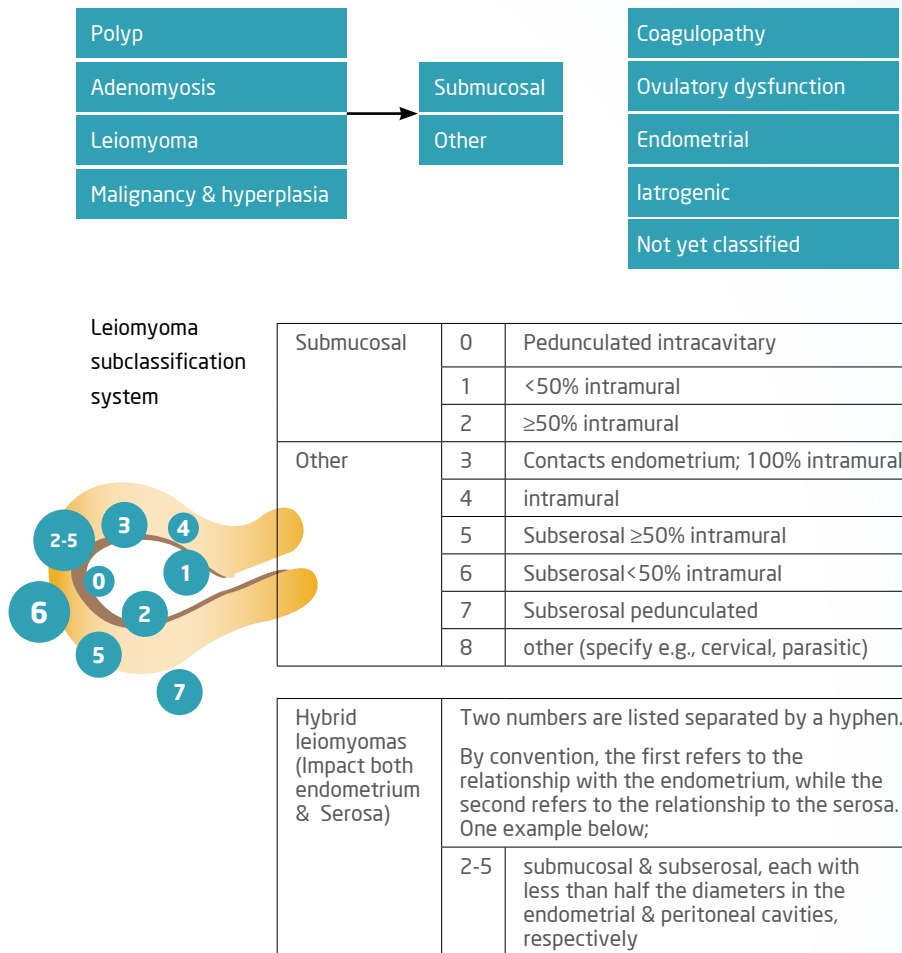 Polyp
Adenomyosis
Leiomyoma
Malignancy & hyperplasia
Submucosal
Other
Coagulopathy
Ovulatory dysfunction
Endometrial
Iatrogenic
Not yet classified
Leiomyoma
subclassification
system
Submucosal
0
Pedunculated intracavitary
1
<50% intramural
2
≥50% intramural
Other
3
Contacts endometrium; 100% intramural
4
intramural
5
Subserosal ≥50% intramural
6
Subserosal<50% intramural
7
Subserosal pedunculated
8
other (specify e.g., cervical, parasitic)
3
4
2-5
0
1
6
2
5
7
Hybrid
leiomyomas
(Impact both
endometrium
& Serosa)
Two numbers are listed separated by a hyphen.
By convention, the first refers to the
relationship with the endometrium, while the
second refers to the relationship to the serosa.
One example below;
2-5
submucosal & subserosal, each with
less than half the diameters in the
endometrial & peritoneal cavities,
respectively